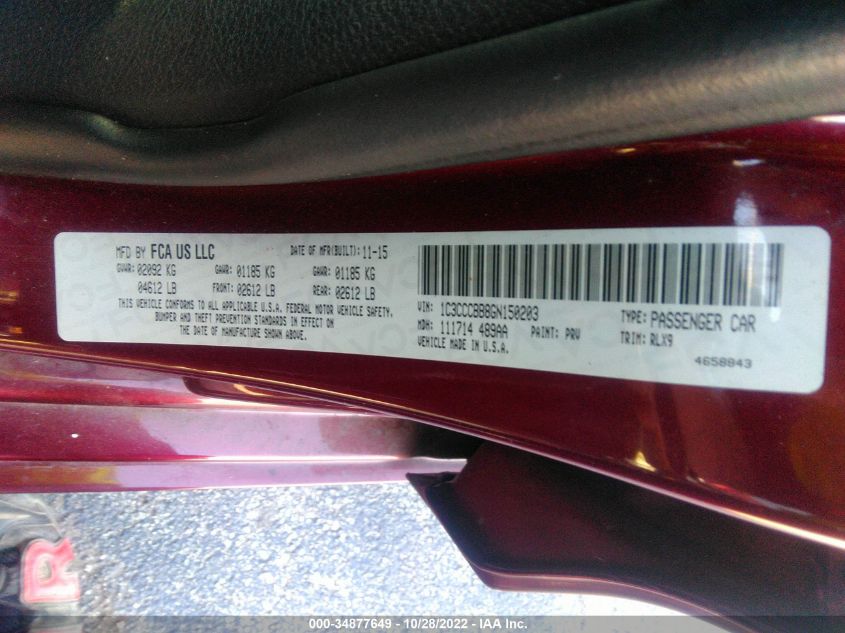 MFD BY FCA US LLC
DATE OF MFR(BUILT): 11-15
GVWR: 02092 KG
GAWR: 01185 KG
GAWR: 01185 KG
04612 LB
FRONT: 02612 LB
REAR: 02612 LB
THIS VEHICLE CONFORMS TO ALL APPLICABLE U.S.A. FEDERAL MOTOR VEHICLE SAFETY,
BUMPER AND THEFT PREVENTION STANDARDS IN EFFECT ON
THE DATE OF MANUFACTURE SHOWN ABOVE.
VIN: 1C3CCCBB8GN150203
TYPE: PASSENGER CAR
MDH: 111714 489AA
PAINT: PRV
TRIM: RLX9
VEHICLE MADE IN U.S.A.
4658843
R
000-34877649 - 10/28/2022 - IAA Inc.